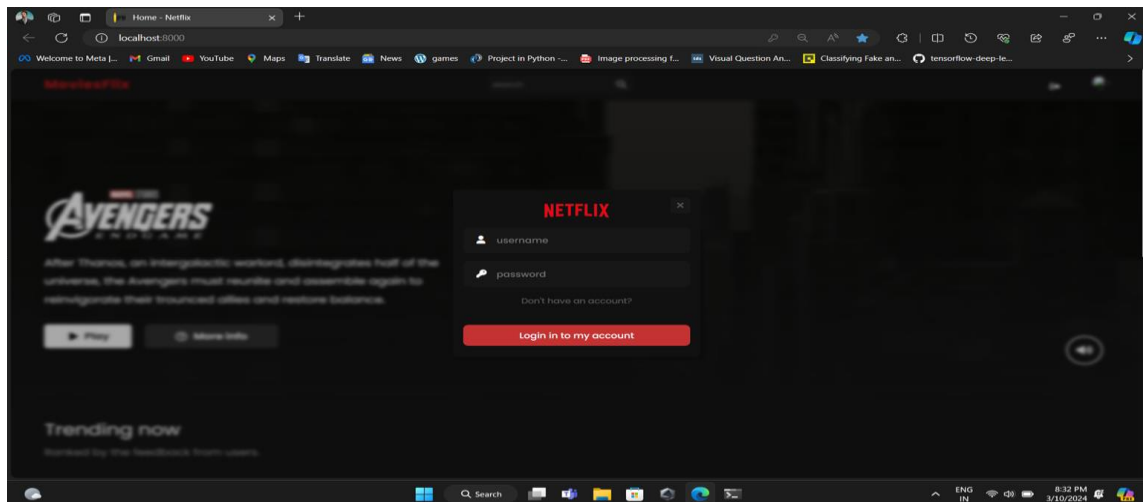 Home - Netflix
localhost:8000
Welcome to Meta |... Gmail YouTube Maps Translate News games Project in Python -... Image processing f... Visual Question An... Classifying Fake an... tensorflow-deep-le...
MoviesFlix
search
AVENGERS
ENDGAME
After Thanos, an intergalactic warlord, disintegrates half of the
universe, the Avengers must reunite and assemble again to
reinvigorate their trounced allies and restore balance.
Play More Info
NETFLIX
username
password
Don't have an account?
Login in to my account
Trending now
Ranked by the feedback from users.
Search
ENG
IN
8:32 PM
3/10/2024